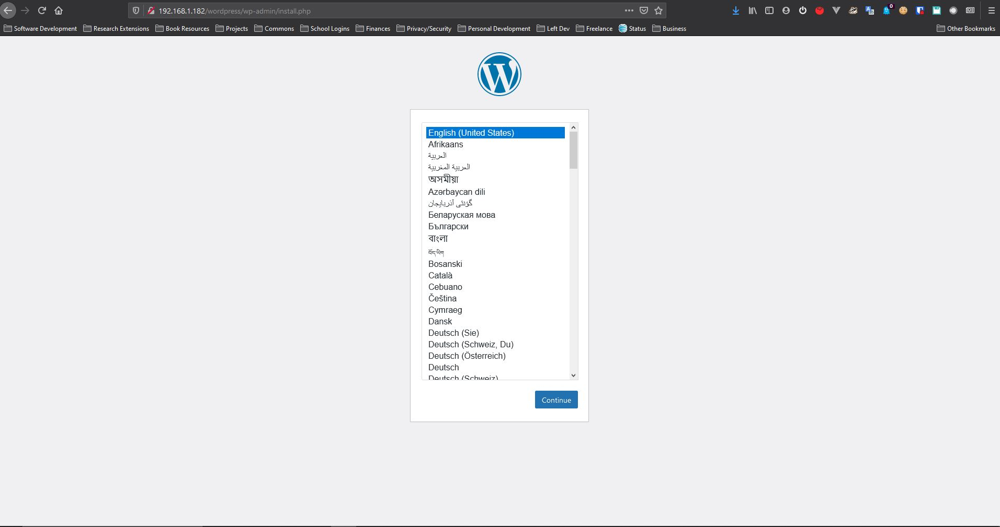 192.168.1.182/wordpress/wp-admin/install.php
0
Software Development Research Extensions Book Resources Projects Commons School Logins Finances Privacy/Security Personal Development Left Dev Freelance Status Business Other Bookmarks
W
English (United States)
Afrikaans
العربية
العربية المغربية
অসমীয়া
Azərbaycan dili
گؤنئی آذربایجان
Беларуская мова
Български
বাংলা
བོད་ཡིག
Bosanski
Català
Cebuano
Čeština
Cymraeg
Dansk
Deutsch (Sie)
Deutsch (Schweiz, Du)
Deutsch (Österreich)
Deutsch
Deutsch (Schweiz)
Continue